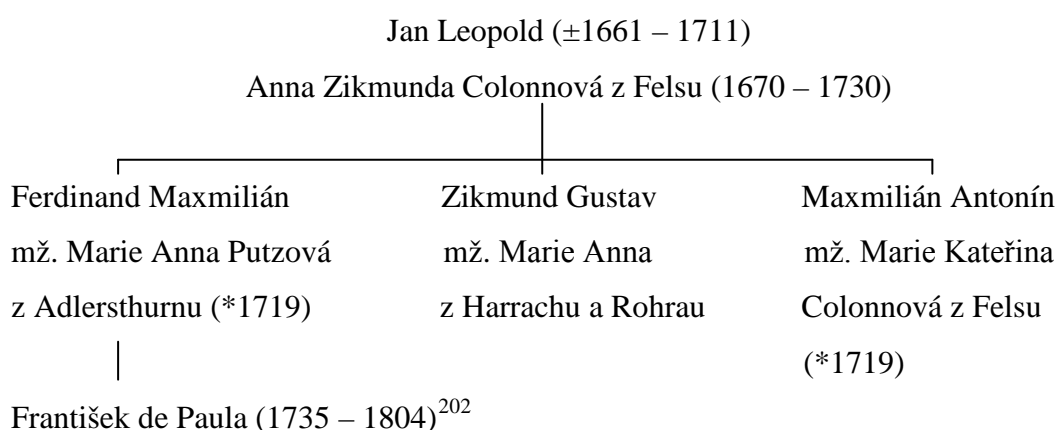 Jan Leopold (±1661 – 1711)
Anna Zikmunda Colonnová z Felsu (1670 – 1730)
Ferdinand Maxmilián
mž. Marie Anna Putzová
z Adlersthurnu (*1719)
Zikmund Gustav
mž. Marie Anna
z Harrachu a Rohrau
Maxmilián Antonín
mž. Marie Kateřina
Colonnová z Felsu
(*1719)
František de Paula (1735 – 1804)202